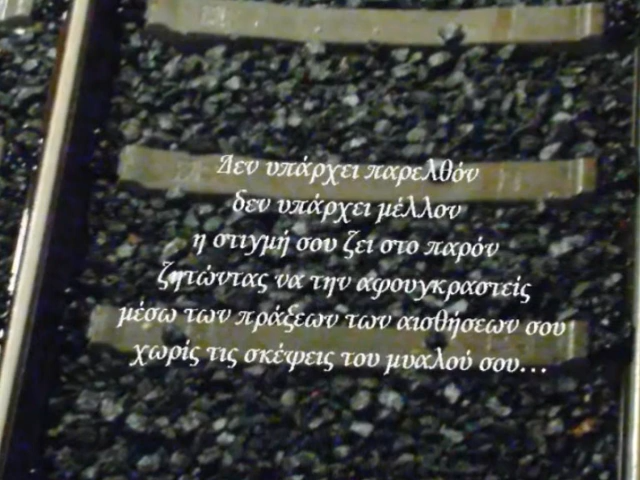 Δεν υπάρχει παρελθόν
δεν υπάρχει μέλλον
η στιγμή σου ζει στο παρόν
ζητώντας να την αφουγκραστείς
μέσω των πράξεων των αισθήσεων σου
χωρίς τις σκέψεις του μυαλού σου...